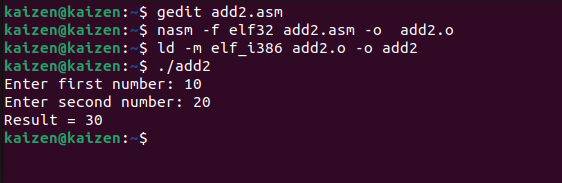 kaizen@kaizen:~$ gedit add2.asm
kaizen@kaizen:~$ nasm -f elf32 add2.asm -o  add2.o
kaizen@kaizen:~$ ld -m elf_i386 add2.o -o add2
kaizen@kaizen:~$ ./add2
Enter first number: 10
Enter second number: 20
Result = 30
kaizen@kaizen:~$